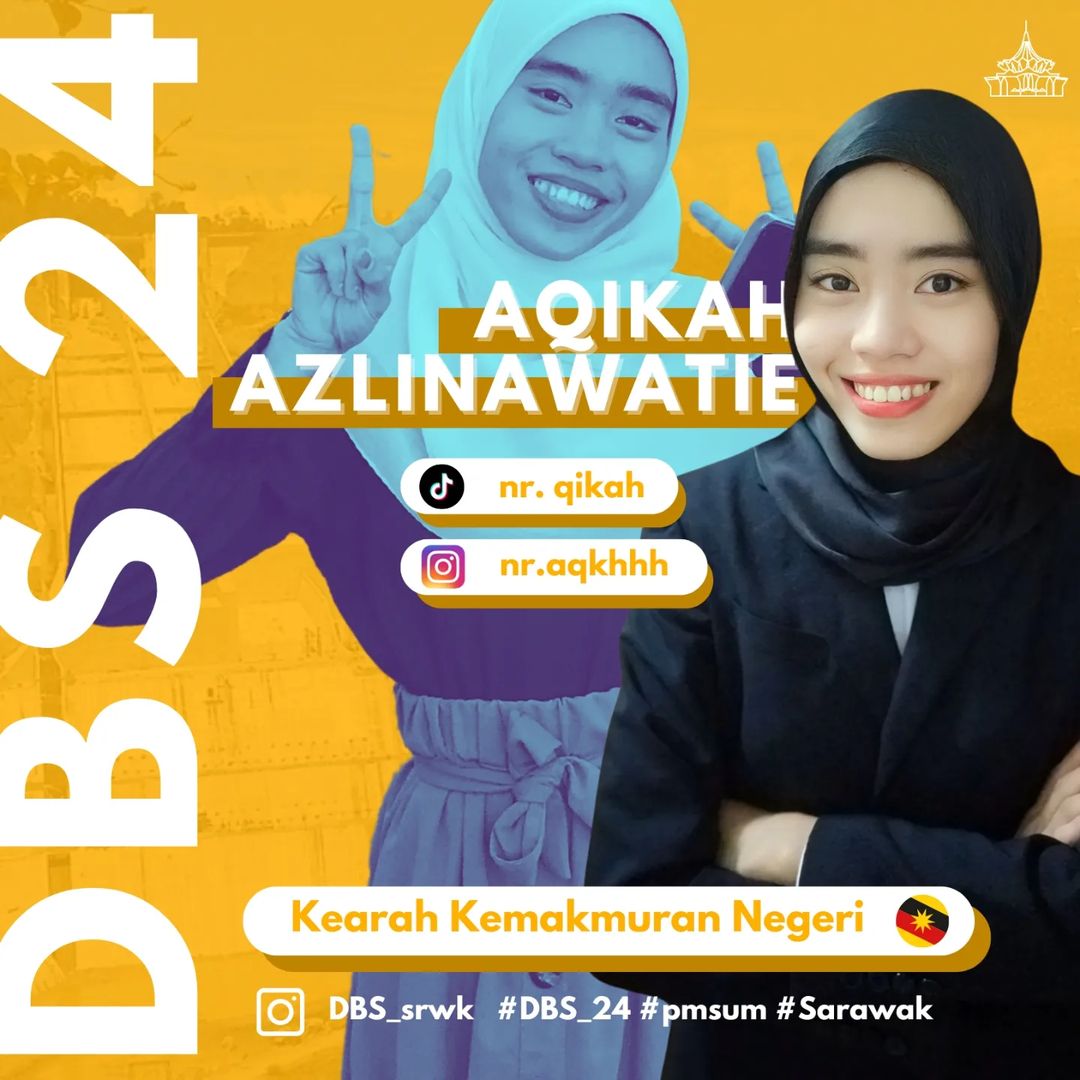 DBS 24
AQIKAH
AZLINAWATIE
nr. qikah
nr.aqkhhh
Kearah Kemakmuran Negeri
DBS_srwk #DBS_24 #pmsum #Sarawak